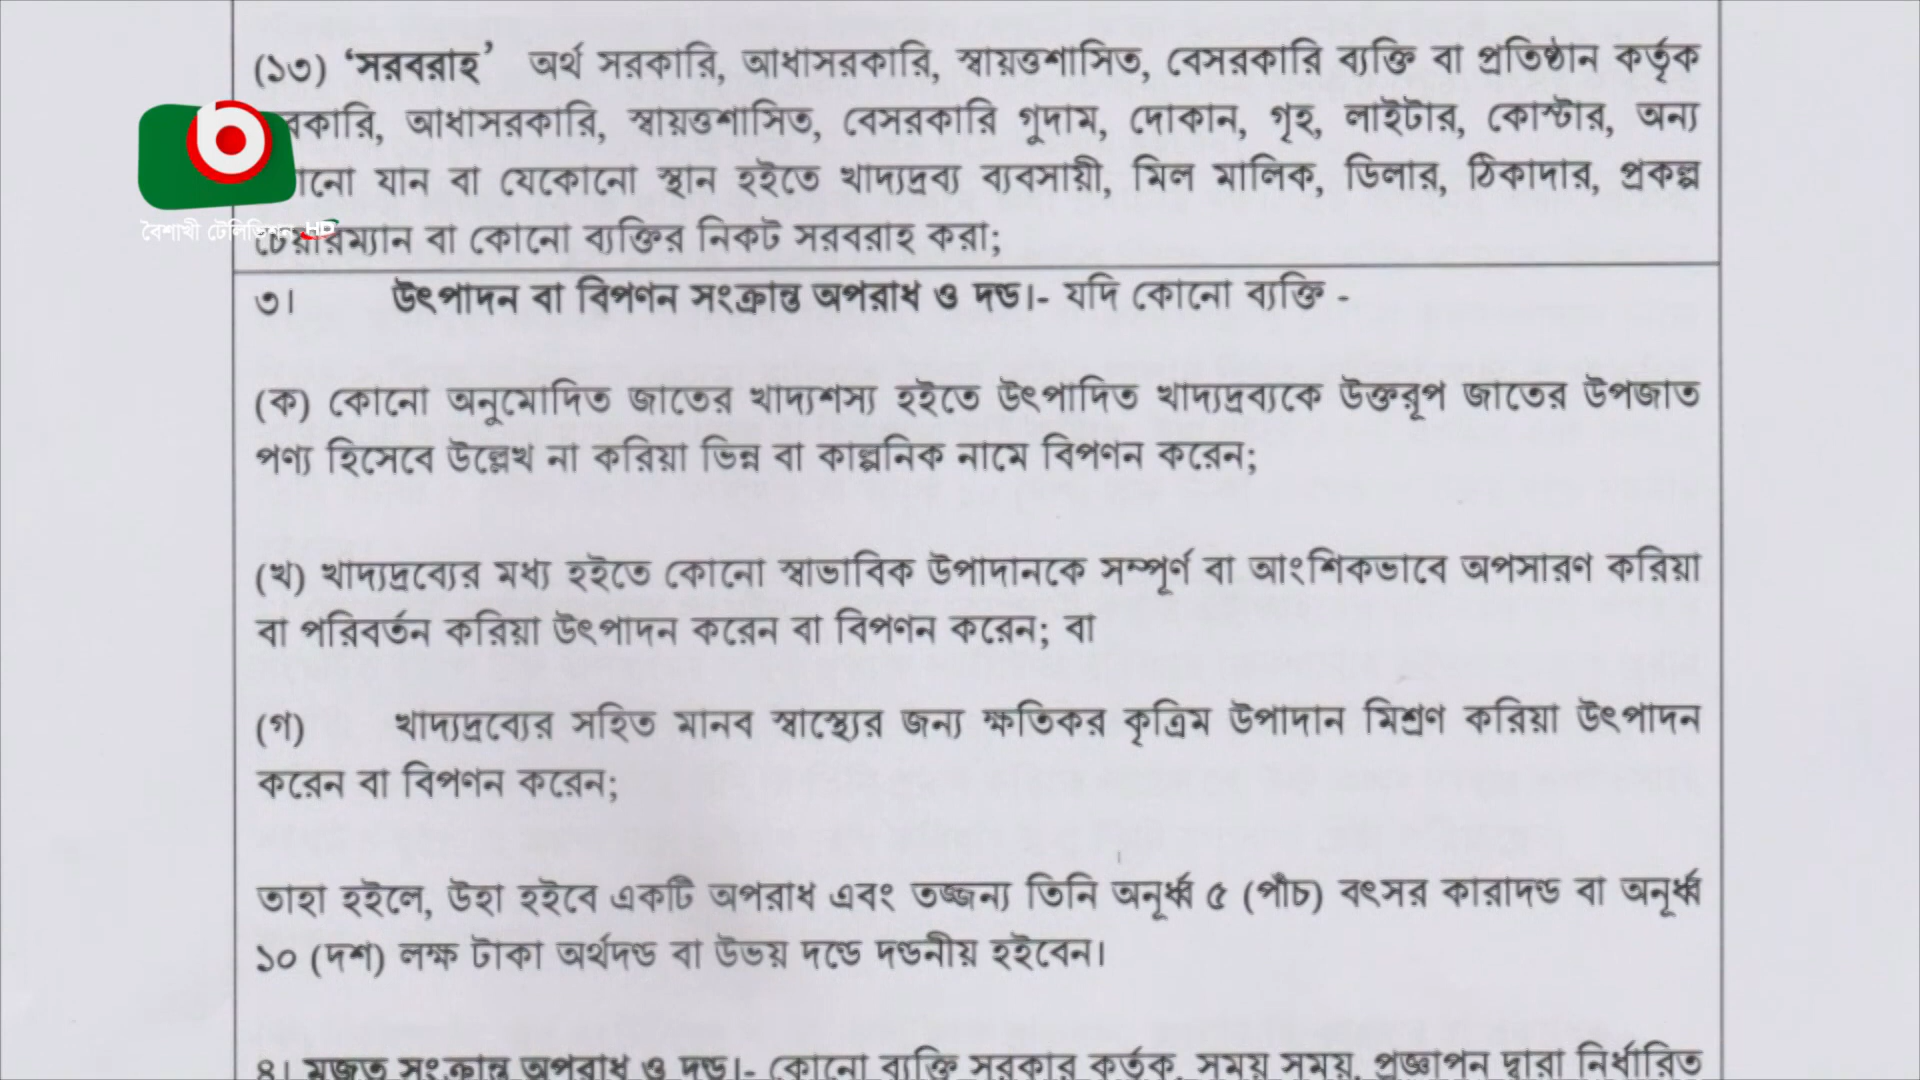 (১৩) ‘সরবরাহ’ অর্থ সরকারি, আধাসরকারি, স্বায়ত্তশাসিত, বেসরকারি ব্যক্তি বা প্রতিষ্ঠান কর্তৃক
আধাসরকারি, স্বায়ত্তশাসিত, বেসরকারি গুদাম, দোকান, গৃহ, লাইটার, কোস্টার, অন্য
যান বা যেকোনো স্থান হইতে খাদ্যদ্রব্য ব্যবসায়ী, মিল মালিক, ডিলার, ঠিকাদার, প্রকল্প
বৈশাখী টেলিভিশন HD
চেয়ারম্যান বা কোনো ব্যক্তির নিকট সরবরাহ করা;
৩। উৎপাদন বা বিপণন সংক্রান্ত অপরাধ ও দন্ড।- যদি কোনো ব্যক্তি -
(ক) কোনো অনুমোদিত জাতের খাদ্যশস্য হইতে উৎপাদিত খাদ্যদ্রব্যকে উক্তরূপ জাতের উপজাত
পণ্য হিসেবে উল্লেখ না করিয়া ভিন্ন বা কাল্পনিক নামে বিপণন করেন;
(খ) খাদ্যদ্রব্যের মধ্য হইতে কোনো স্বাভাবিক উপাদানকে সম্পূর্ণ বা আংশিকভাবে অপসারণ করিয়া
বা পরিবর্তন করিয়া উৎপাদন করেন বা বিপণন করেন; বা
(গ) খাদ্যদ্রব্যের সহিত মানব স্বাস্থ্যের জন্য ক্ষতিকর কৃত্রিম উপাদান মিশ্রণ করিয়া উৎপাদন
করেন বা বিপণন করেন;
তাহা হইলে, উহা হইবে একটি অপরাধ এবং তজ্জন্য তিনি অনূর্ধ্ব ৫ (পাঁচ) বৎসর কারাদন্ড বা অনূর্ধ্ব
১০ (দশ) লক্ষ টাকা অর্থদন্ড বা উভয় দন্ডে দন্ডনীয় হইবেন।
৪। মজুত সংক্রান্ত অপরাধ ও দন্ড।- কোনো ব্যক্তি সরকার কর্তৃক, সময় সময়, প্রজ্ঞাপন দ্বারা নির্ধারিত